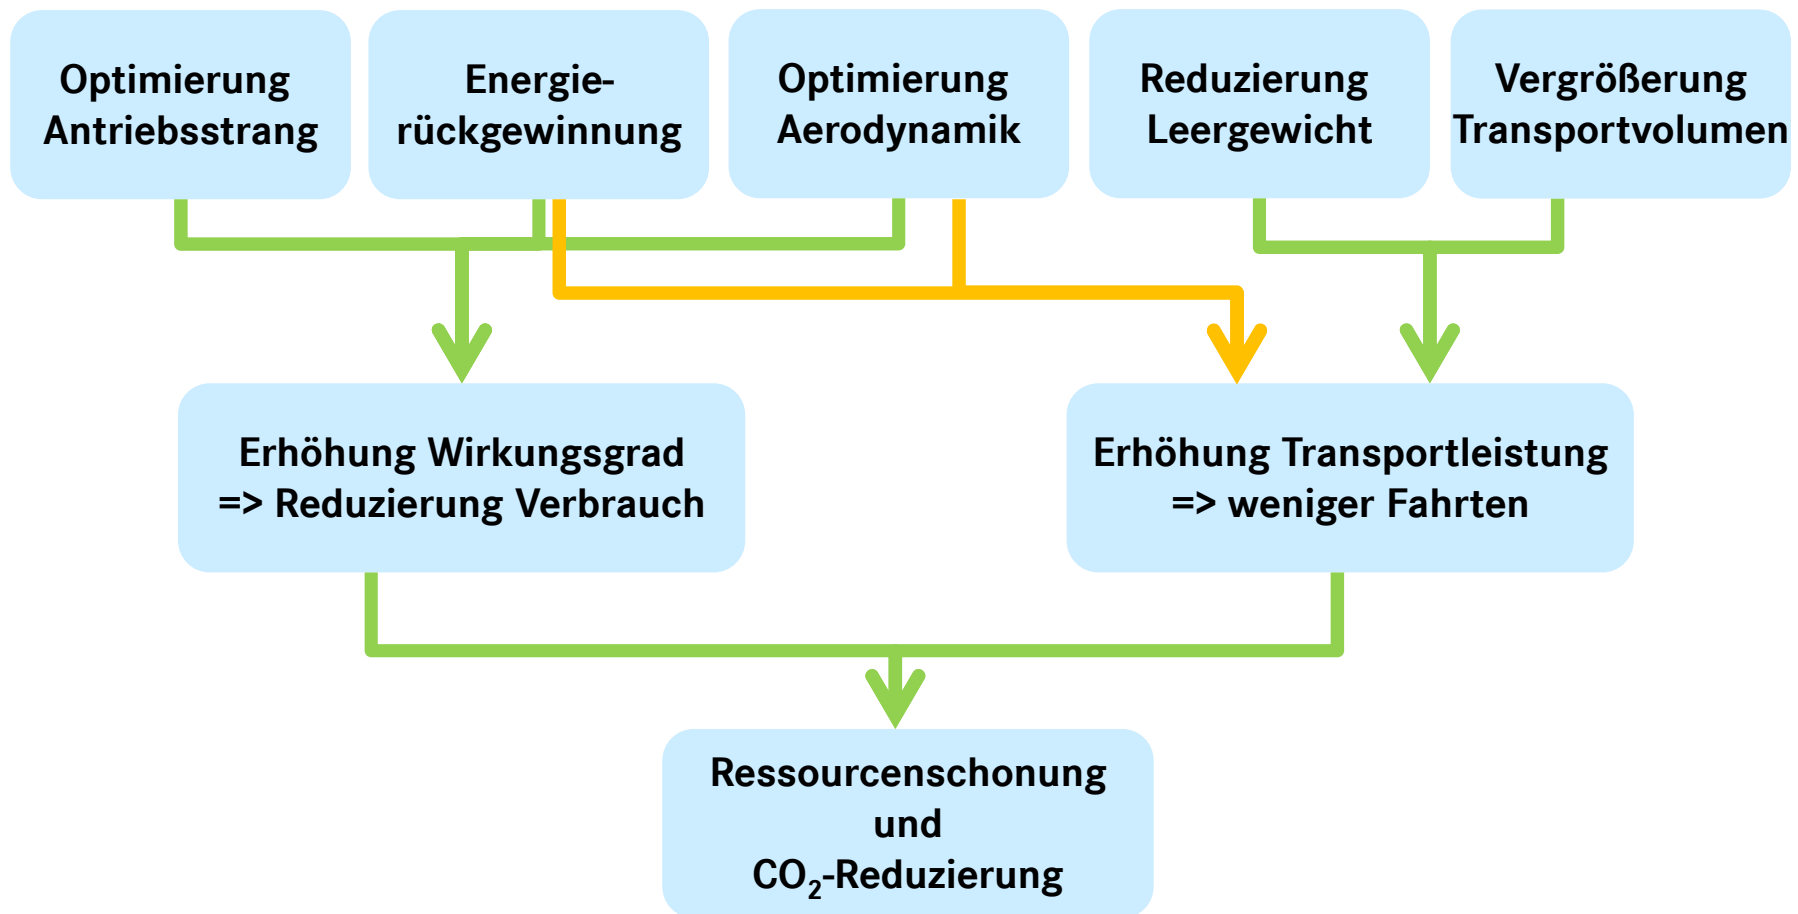 Optimierung
Antriebsstrang
Energie-
rückgewinnung
Optimierung
Aerodynamik
Reduzierung
Leergewicht
Vergrößerung
Transportvolumen
Erhöhung Wirkungsgrad
=> Reduzierung Verbrauch
Erhöhung Transportleistung
=> weniger Fahrten
Ressourcenschonung
und
CO₂-Reduzierung